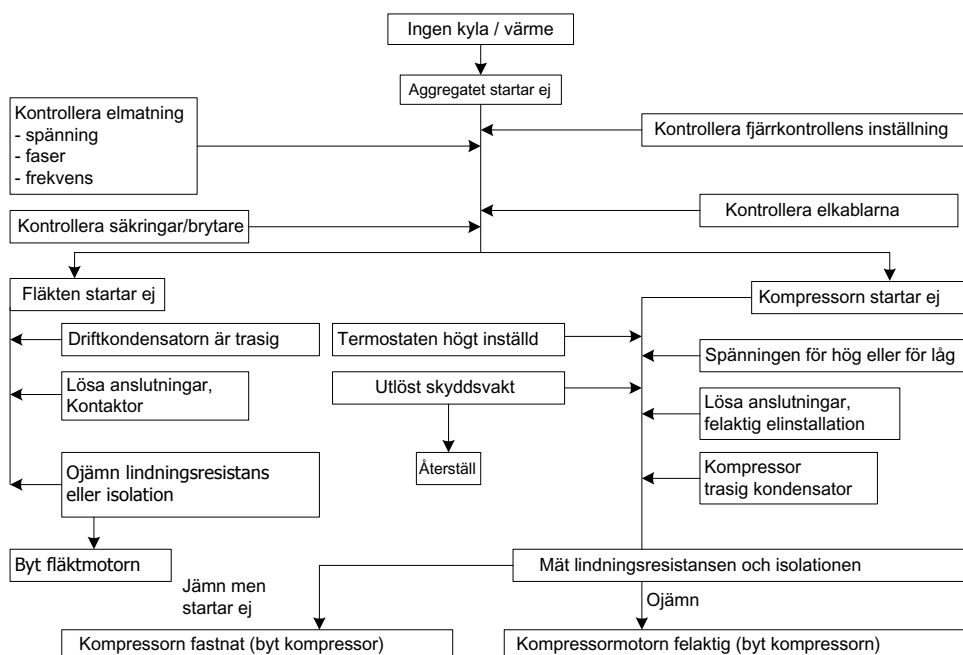 Ingen kyla / värme
Aggregatet startar ej
Kontrollera elmatning
- spänning
- faser
- frekvens
Kontrollera fjärrkontrollens inställning
Kontrollera elkablarna
Kontrollera säkringar/brytare
Fläkten startar ej
Kompressorn startar ej
Driftkondensatorn är trasig
Termostaten högt inställd
Spänningen för hög eller för låg
Lösa anslutningar,
Kontaktor
Utlöst skyddsvakt
Lösa anslutningar,
felaktig elinstallation
Återställ
Ojämn lindningsresistans
eller isolation
Kompressor
trasig kondensator
Byt fläktmotorn
Mät lindningsresistansen och isolationen
Jämn men
startar ej
Ojämn
Kompressorn fastnat (byt kompressor)
Kompressormotorn felaktig (byt kompressorn)